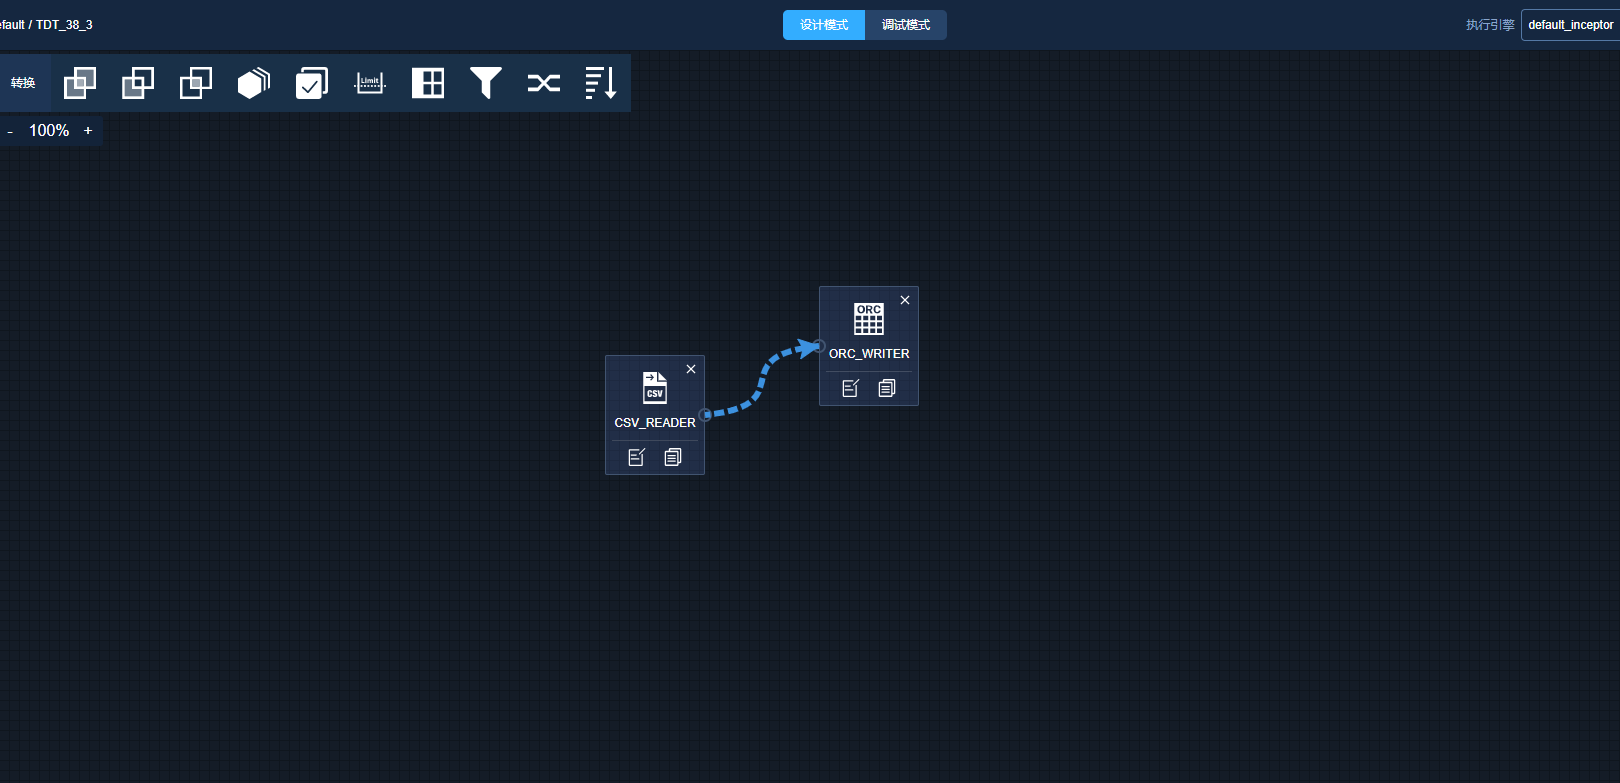 efault / TDT_38_3
设计模式
调试模式
执行引擎
default_inceptor
转换
Limit
- 100% +
ORC
ORC_WRITER
CSV
CSV_READER